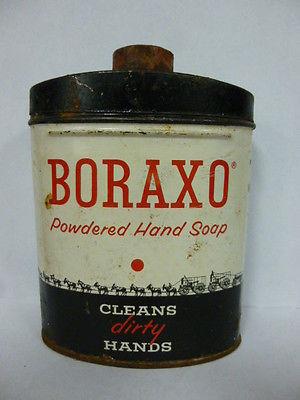 BORAXO®
Powdered Hand Soap
CLEANS
dirty
HANDS